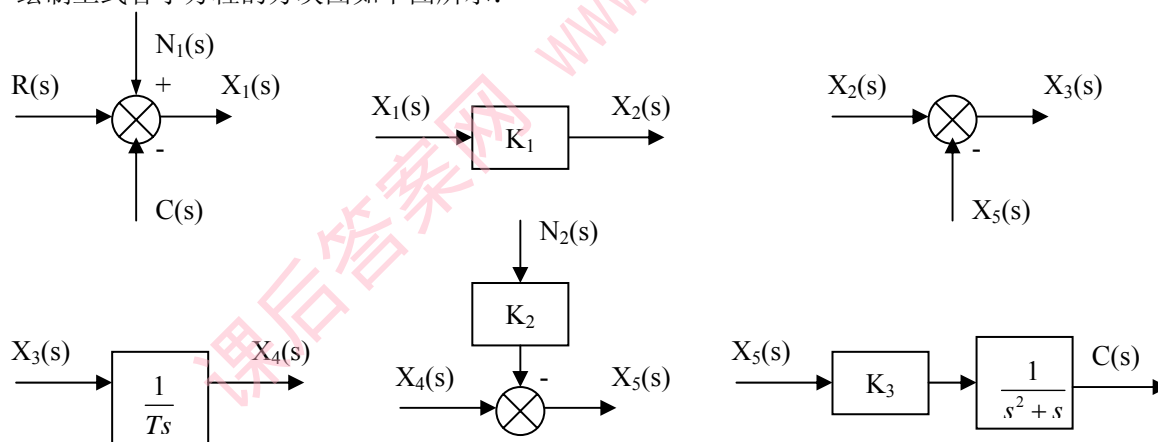 绘制上式各子方程的方块图如下图所示:
N₁(s)
R(s) + X₁(s)
-
C(s)
X₁(s) K₁ X₂(s)
X₂(s) X₃(s)
-
X₅(s)
N₂(s)
K₂
X₃(s) 1/Ts X₄(s)
X₄(s) - X₅(s)
X₅(s) K₃ 1/(s²+s) C(s)
课后答案网 www